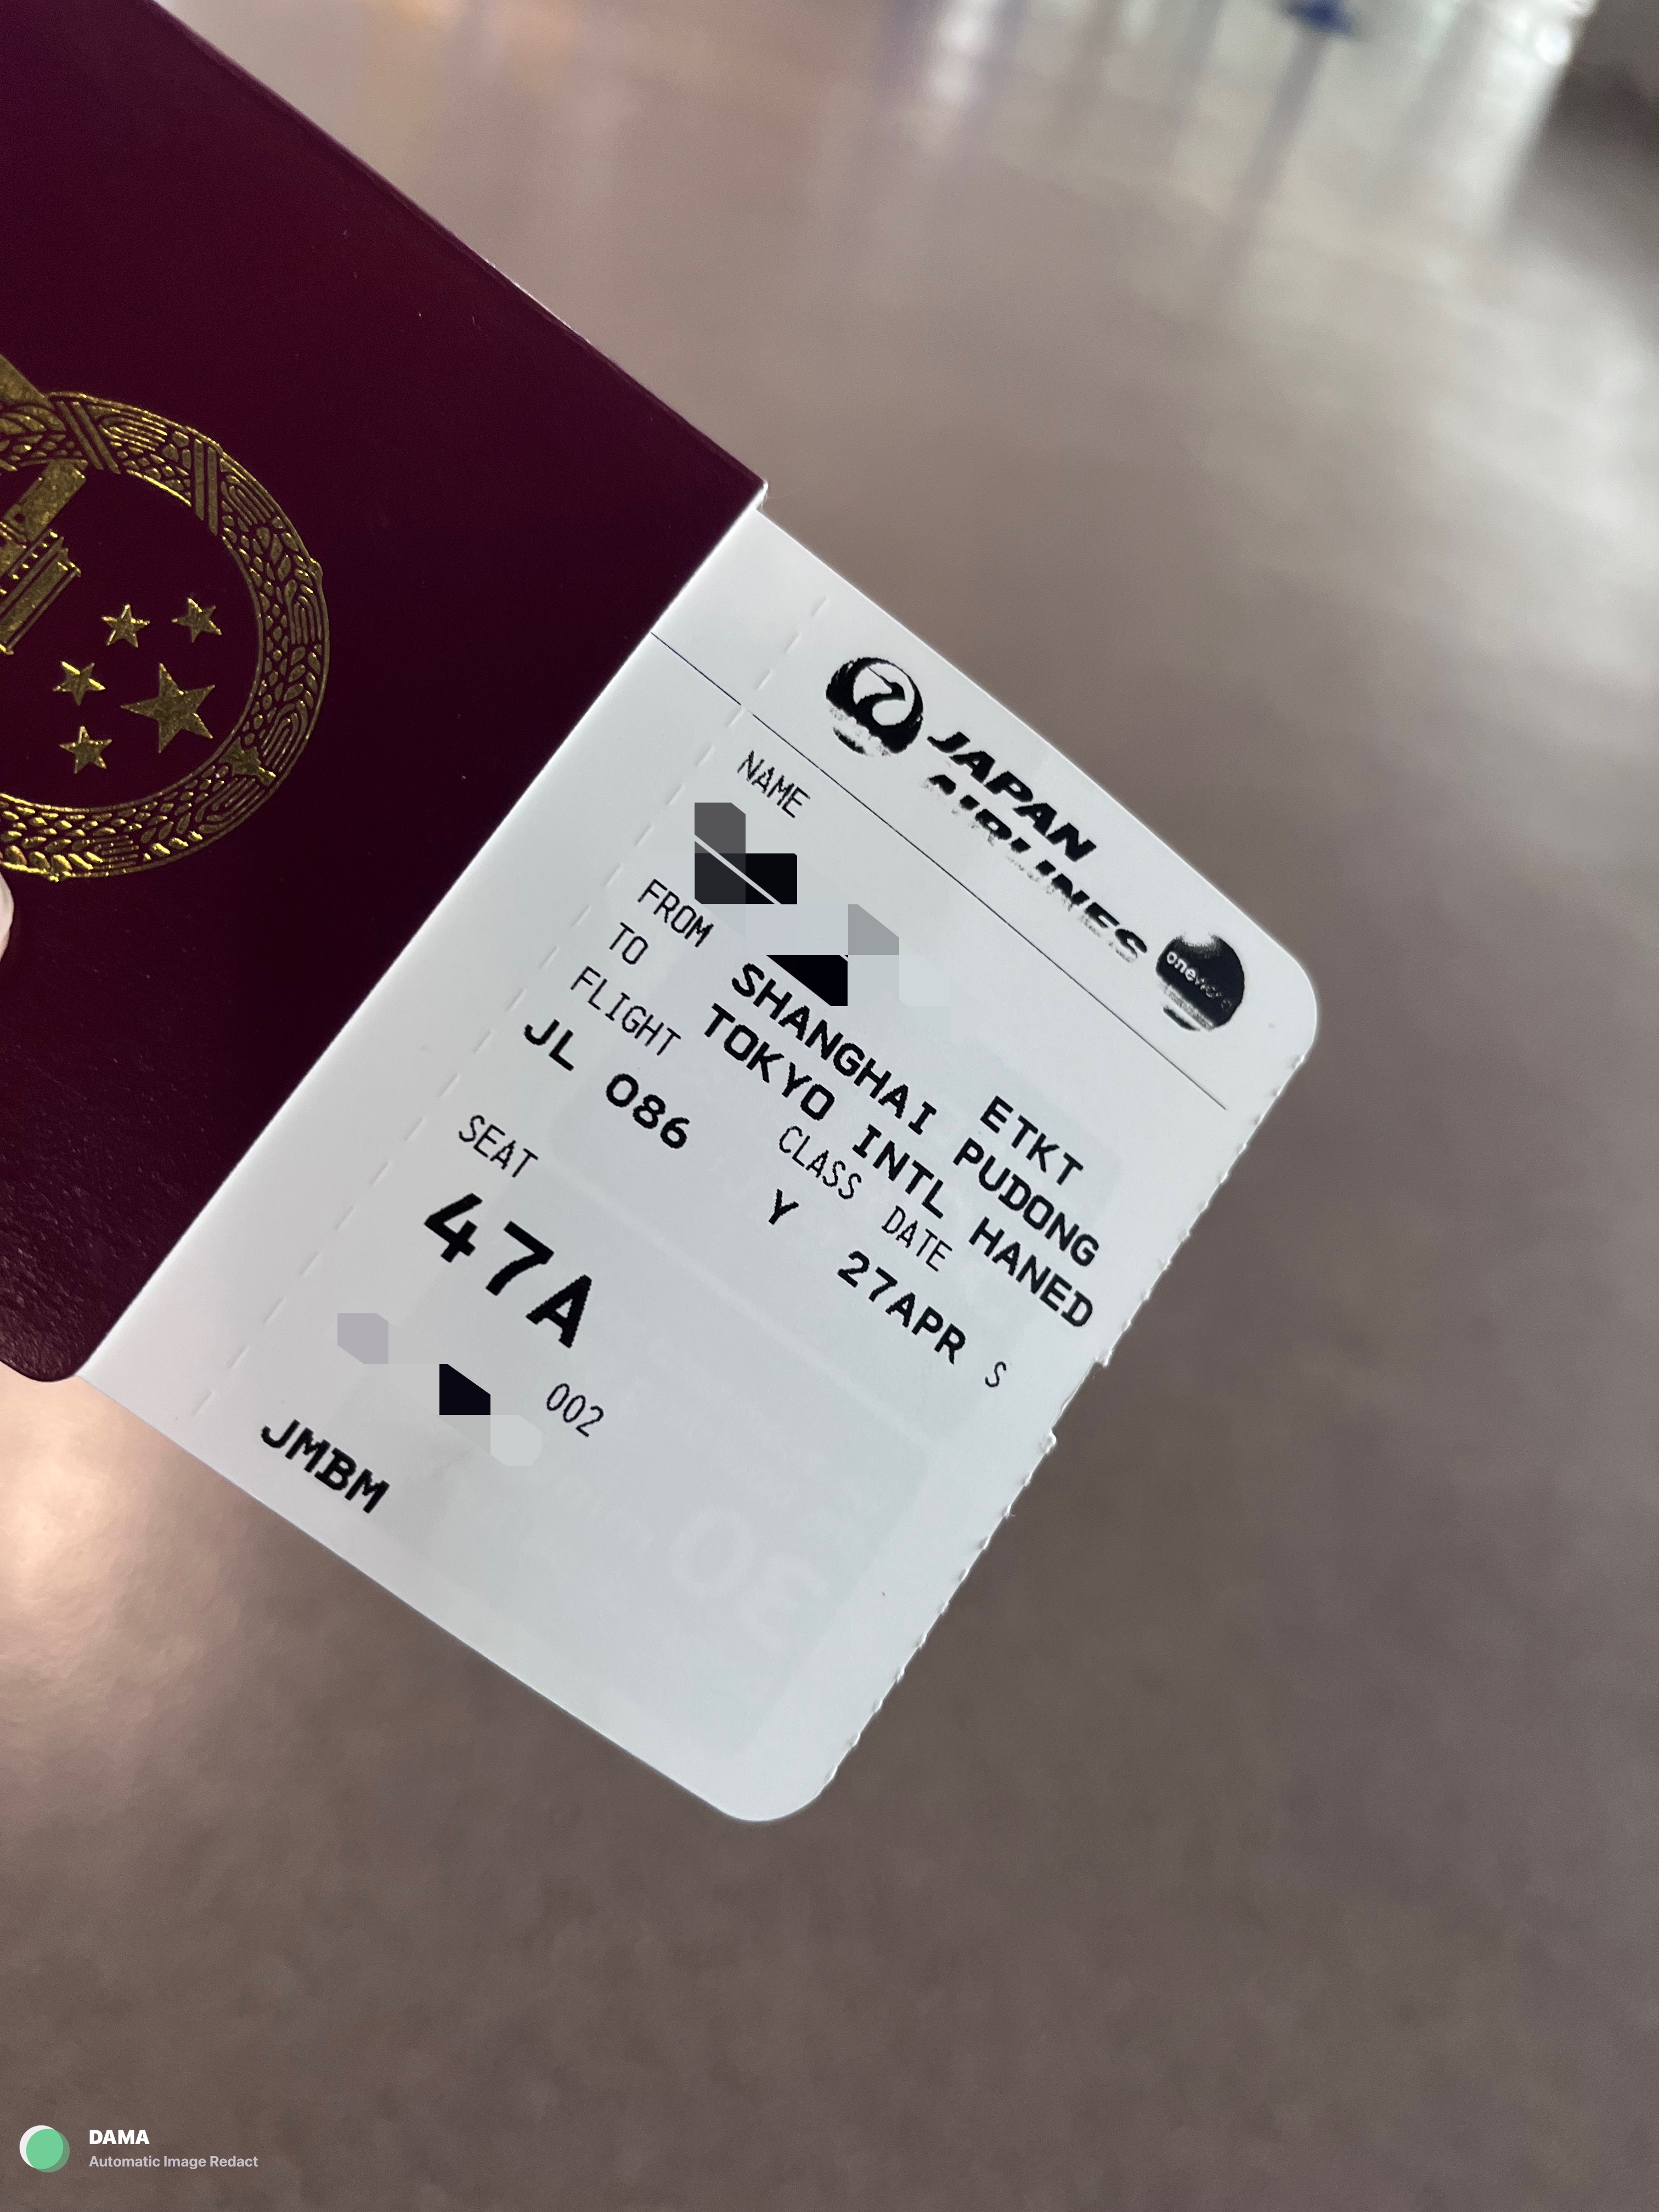 JAPAN
AIRLINES
oneworld
NAME
ETKT
FROM SHANGHAI PUDONG
TO TOKYO INTL HANED
FLIGHT CLASS DATE
JL 086 Y 27APR S
SEAT
47A
002
JMBM
DAMA
Automatic Image Redact